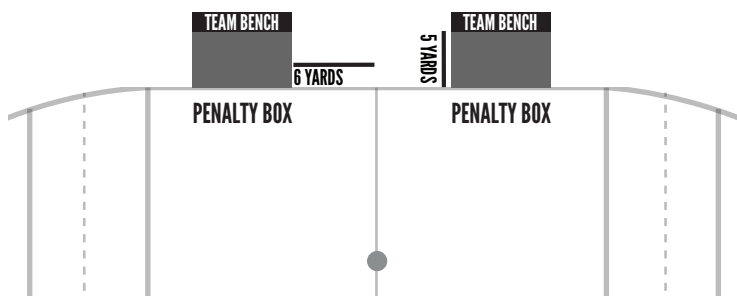 TEAM BENCH
TEAM BENCH
5 YARDS
6 YARDS
PENALTY BOX
PENALTY BOX